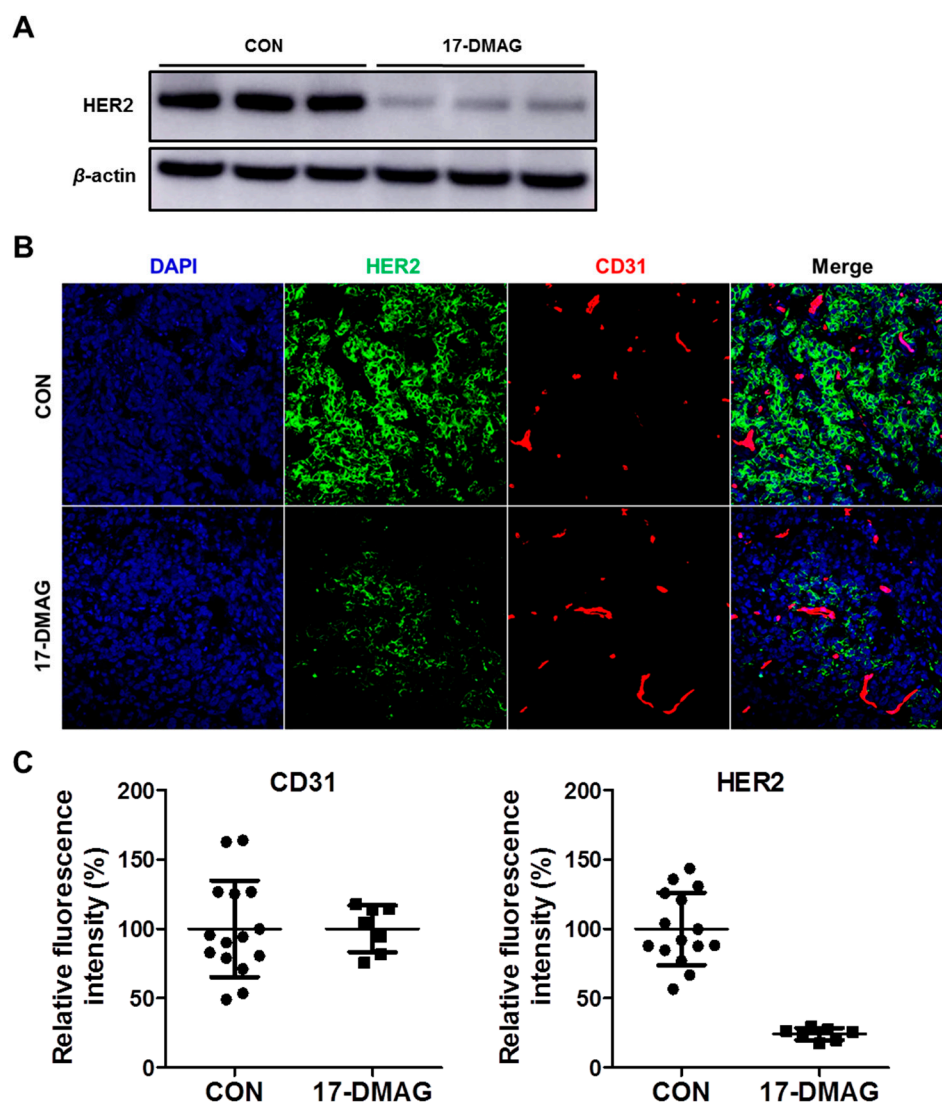 A
CON 17-DMAG
HER2
β-actin
B
DAPI HER2 CD31 Merge
CON
17-DMAG
C
CD31
Relative fluorescence
intensity (%)
200
150
100
50
0
CON 17-DMAG
HER2
Relative fluorescence
intensity (%)
200
150
100
50
0
CON 17-DMAG